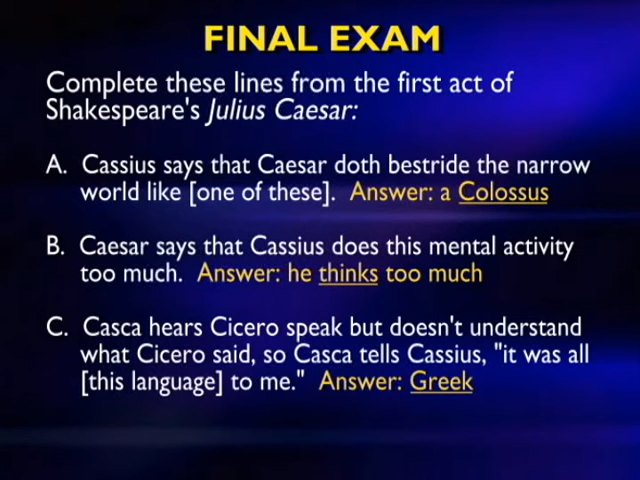 FINAL EXAM
Complete these lines from the first act of
Shakespeare's Julius Caesar:
A. Cassius says that Caesar doth bestride the narrow
world like [one of these]. Answer: a Colossus
B. Caesar says that Cassius does this mental activity
too much. Answer: he thinks too much
C. Casca hears Cicero speak but doesn't understand
what Cicero said, so Casca tells Cassius, "it was all
[this language] to me." Answer: Greek